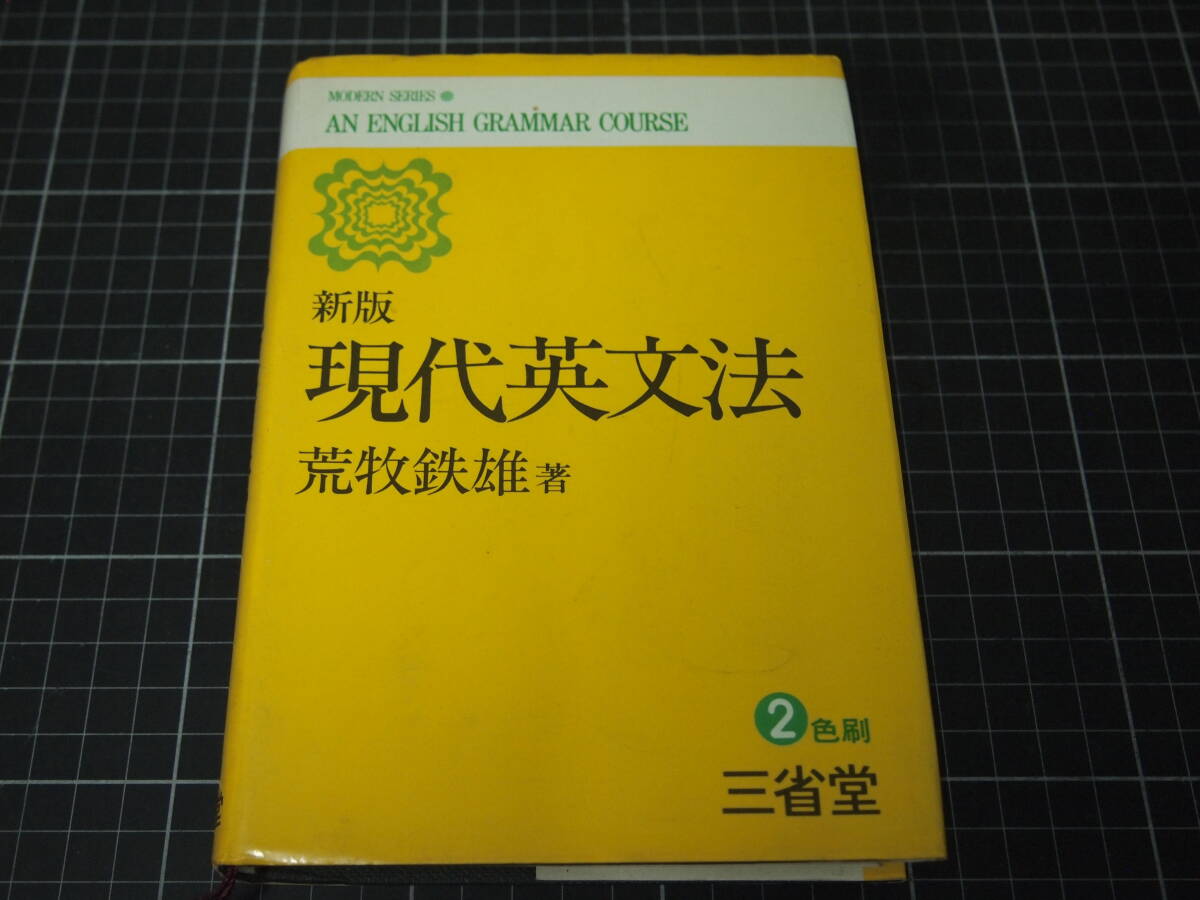 MODERN SERIES
AN ENGLISH GRAMMAR COURSE
新版
現代英文法
荒牧鉄雄 著
2色刷
三省堂
堂